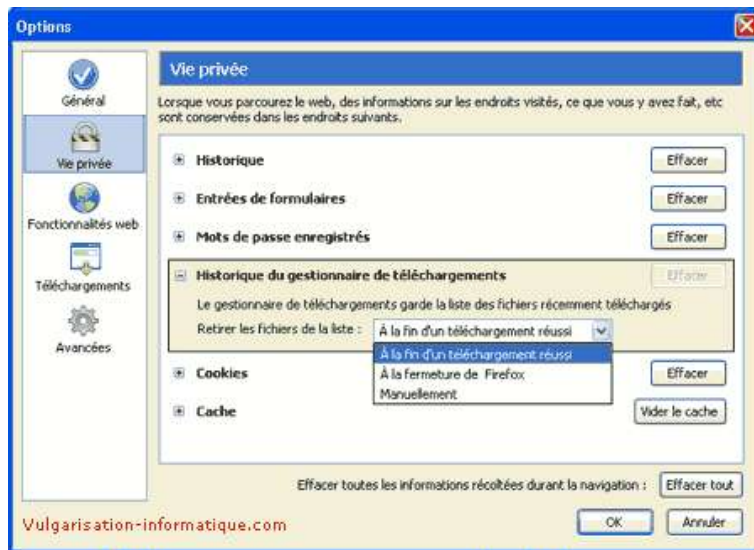 Options
Général
Vie privée
Fonctionnalités web
Téléchargements
Avancées
Vie privée
Lorsque vous parcourez le web, des informations sur les endroits visités, ce que vous y avez fait, etc
sont conservées dans les endroits suivants.
Historique Effacer
Entrées de formulaires Effacer
Mots de passe enregistrés Effacer
Historique du gestionnaire de téléchargements Effacer
Le gestionnaire de téléchargements garde la liste des fichiers récemment téléchargés
Retirer les fichiers de la liste : À la fin d'un téléchargement réussi
À la fin d'un téléchargement réussi
À la fermeture de Firefox
Manuellement
Cookies Effacer
Cache Vider le cache
Effacer toutes les informations récoltées durant la navigation : Effacer tout
Vulgarisation-informatique.com
OK Annuler